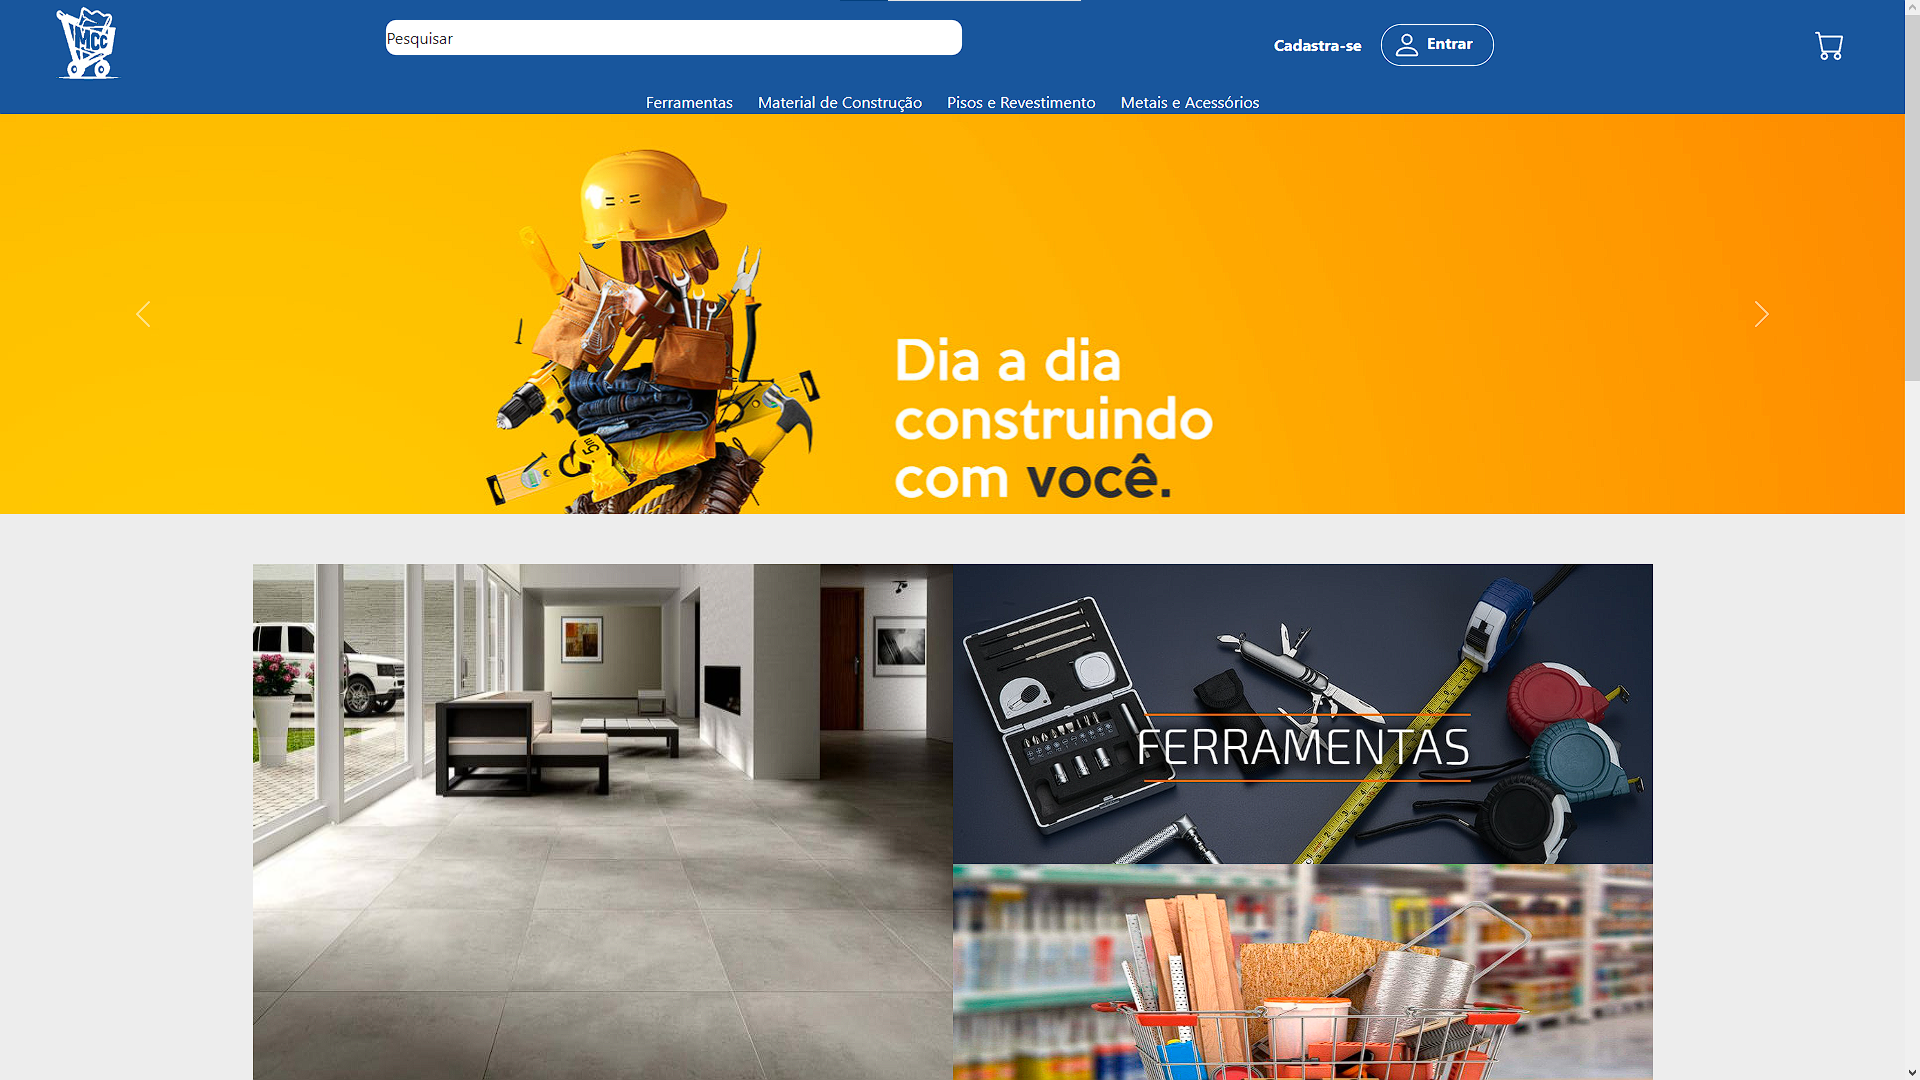 MCC
Pesquisar
Cadastra-se
Entrar
Ferramentas
Material de Construção
Pisos e Revestimento
Metais e Acessórios
Dia a dia
construindo
com você.
5m
FERRAMENTAS